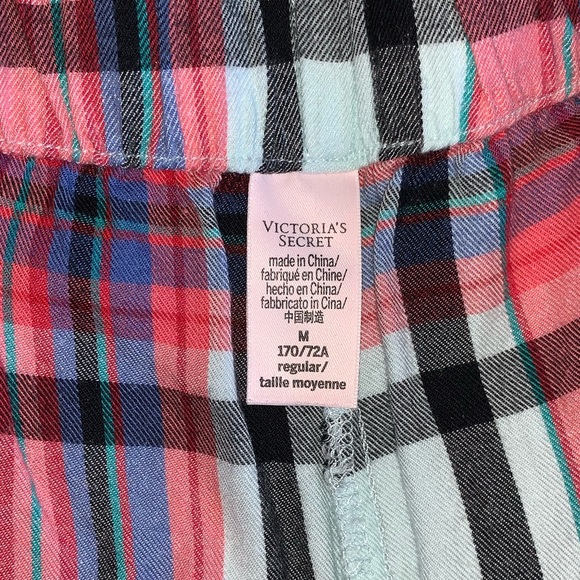 VICTORIA'S
SECRET
made in China/
fabriqué en Chine/
hecho en China/
fabbricato in Cina/
中国制造
M
170/72A
regular/
taille moyenne